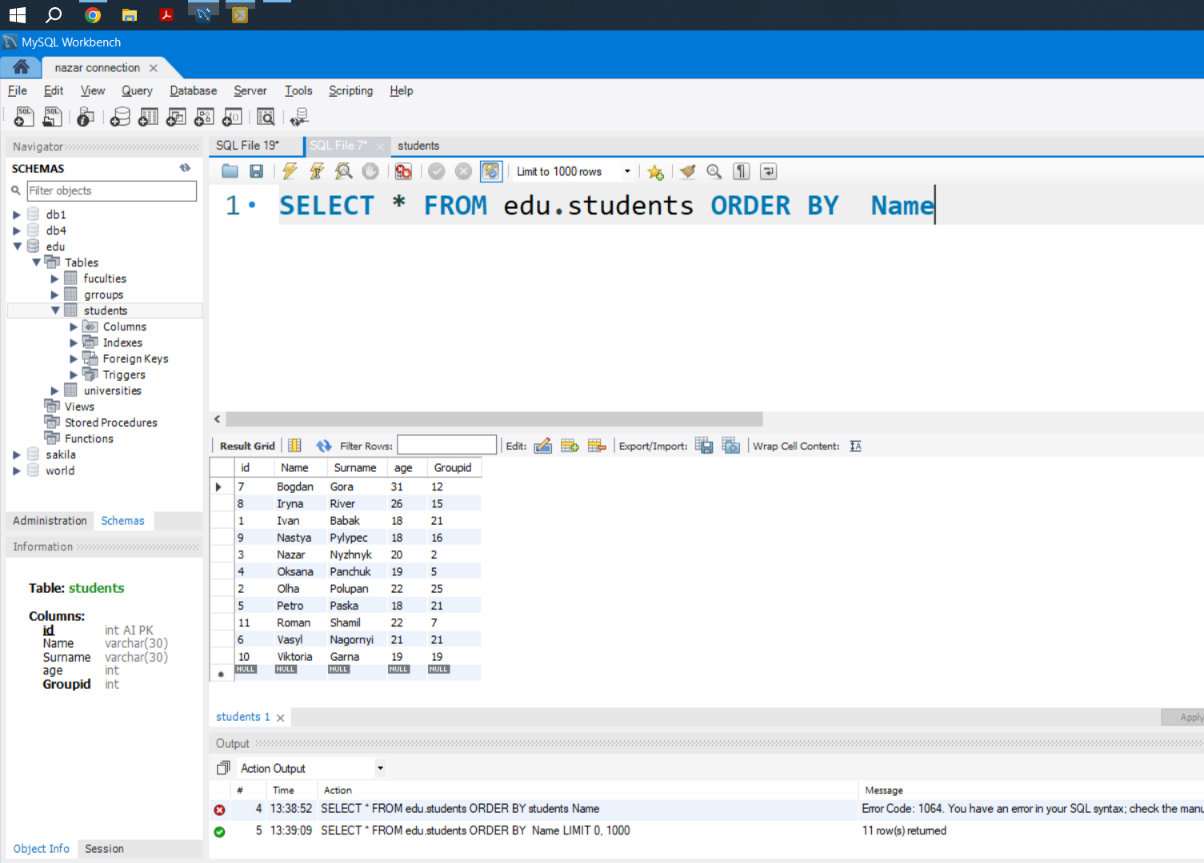 MySQL Workbench
nazar connection
File Edit View Query Database Server Tools Scripting Help
Navigator
SCHEMAS
Filter objects
db1
db4
edu
Tables
fuculties
grroups
students
Columns
Indexes
Foreign Keys
Triggers
universities
Views
Stored Procedures
Functions
sakila
world
Administration Schemas
Information
Table: students
Columns:
id int AI PK
Name varchar(30)
Surname varchar(30)
age int
Groupid int
Object Info Session
SQL File 19* SQL File 7* students
Limit to 1000 rows
1 SELECT * FROM edu.students ORDER BY  Name
Result Grid Filter Rows: Edit: Export/Import: Wrap Cell Content:
id Name Surname age Groupid
7 Bogdan Gora 31 12
8 Iryna River 26 15
1 Ivan Babak 18 21
9 Nastya Pylypec 18 16
3 Nazar Nyzhnyk 20 2
4 Oksana Panchuk 19 5
2 Olha Polupan 22 25
5 Petro Paska 18 21
11 Roman Shamil 22 7
6 Vasyl Nagornyi 21 21
10 Viktoria Garna 19 19
NULL NULL NULL NULL NULL
students 1 Apply
Output
Action Output
# Time Action Message
4 13:38:52 SELECT * FROM edu.students ORDER BY students Name Error Code: 1064. You have an error in your SQL syntax; check the manu
5 13:39:09 SELECT * FROM edu.students ORDER BY  Name LIMIT 0, 1000 11 row(s) returned